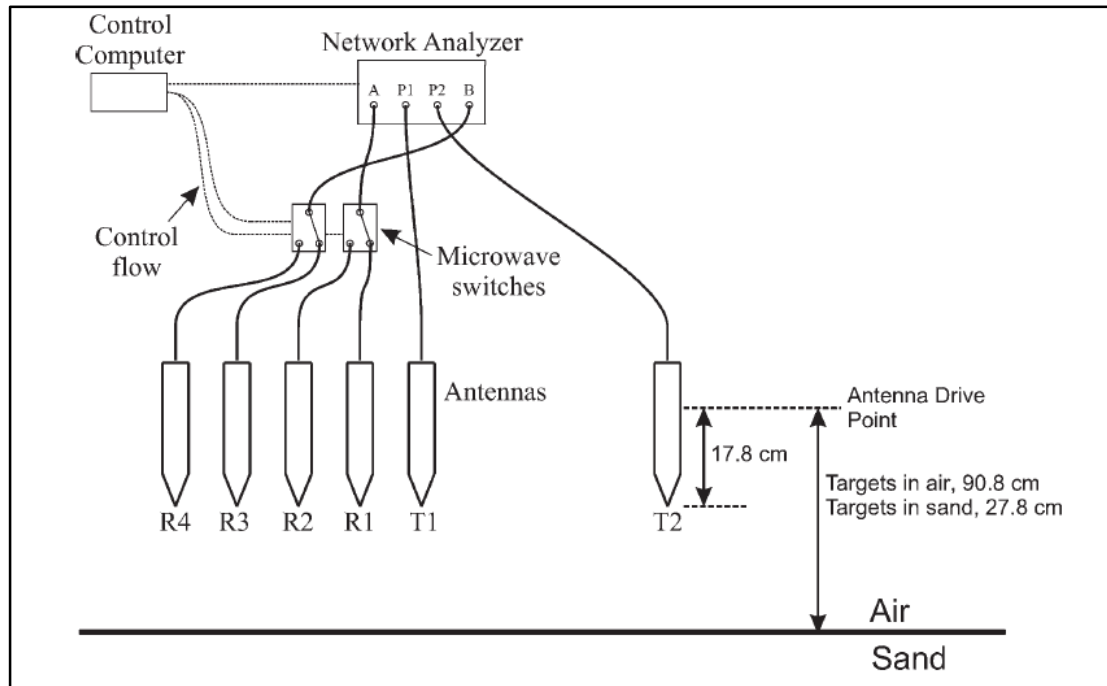 Control
Computer
Network Analyzer
A P1 P2 B
Control
flow
Microwave
switches
Antennas
Antenna Drive
Point
17.8 cm
Targets in air, 90.8 cm
Targets in sand, 27.8 cm
R4 R3 R2 R1 T1 T2
Air
Sand